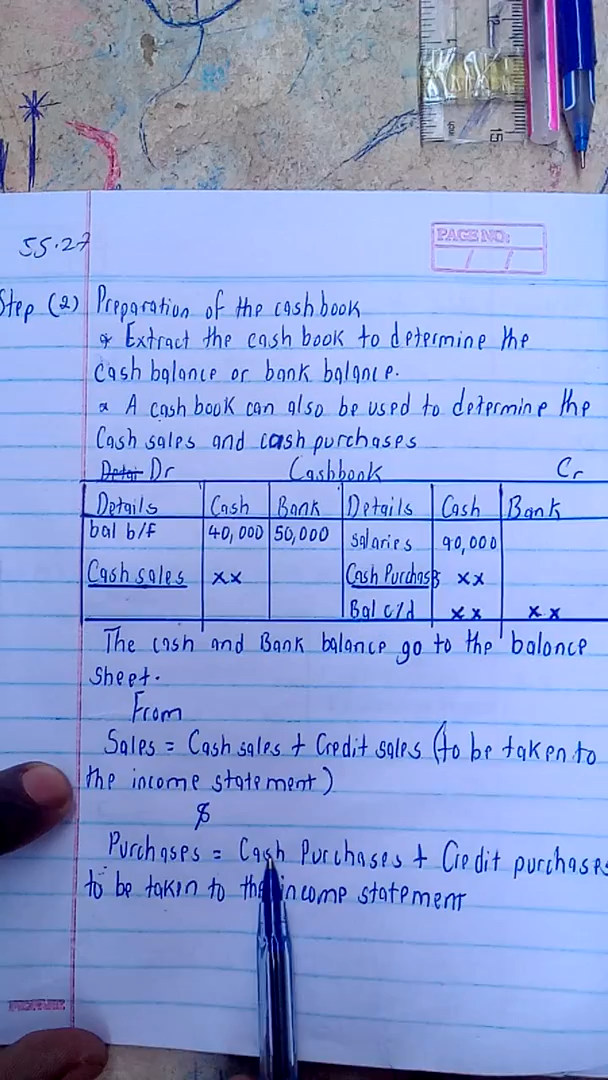 55.27
PAGE NO:
Step (2) Preparation of the cash book
* Extract the cash book to determine the
cash balance or bank balance.
* A cash book can also be used to determine the
Cash sales and cash purchases
Dr Cashbook Cr
Details Cash Bank Details Cash Bank
bal b/f 40,000 50,000 salaries 90,000
Cash sales xx Cash Purchases xx
Bal c/d xx xx
The cash and Bank balance go to the balance
sheet.
From
Sales = Cash sales + Credit sales (to be taken to
the income statement)
$
Purchases = Cash Purchases + Credit purchases
to be taken to the income statement